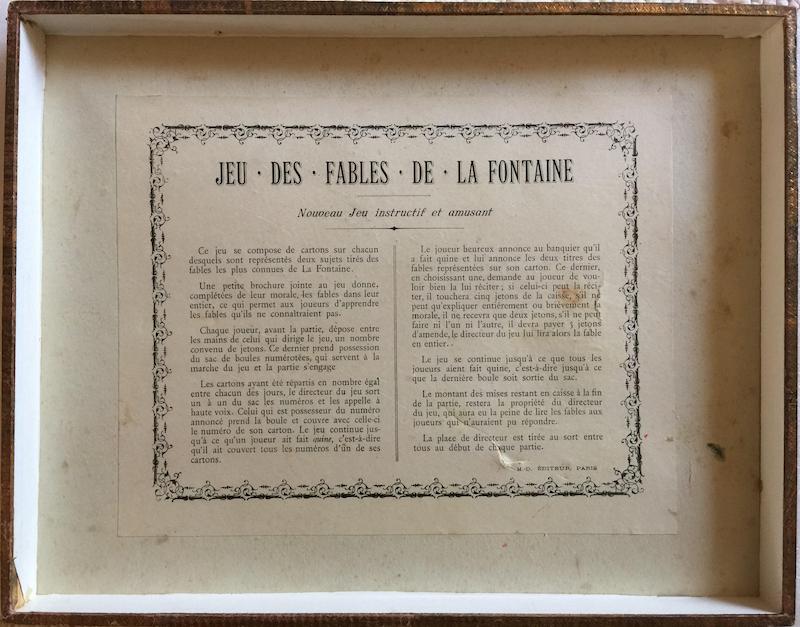 JEU · DES · FABLES · DE · LA FONTAINE
Nouveau Jeu instructif et amusant
Ce jeu se compose de cartons sur chacun
desquels sont représentés deux sujets tirés des
fables les plus connues de La Fontaine.
Une petite brochure jointe au jeu donne,
complétées de leur morale, les fables dans leur
entier, ce qui permet aux joueurs d'apprendre
les fables qu'ils ne connaîtraient pas.
Chaque joueur, avant la partie, dépose entre
les mains de celui qui dirige le jeu, un nombre
convenu de jetons. Ce dernier prend possession
du sac de boules numérotées, qui servent à la
marche du jeu et la partie s'engage
Les cartons ayant été répartis en nombre égal
entre chacun des jours, le directeur du jeu sort
un à un du sac les numéros et les appelle à
haute voix. Celui qui est possesseur du numéro
annoncé prend la boule et couvre avec celle-ci
le numéro de son carton. Le jeu continue jus-
qu'à ce qu'un joueur ait fait quine, c'est-à-dire
qu'il ait couvert tous les numéros d'un de ses
cartons.
Le joueur heureux annonce au banquier qu'il
a fait quine et lui annonce les deux titres des
fables représentées sur son carton. Ce dernier,
en choisissant une, demande au joueur de vou-
loir bien la lui réciter ; si celui-ci peut la réci-
ter, il touchera cinq jetons de la caisse, s'il ne
peut qu'expliquer entièrement ou brièvement la
morale, il ne recevra que deux jetons, s'il ne peut
faire ni l'un ni l'autre, il devra payer 5 jetons
d'amende, le directeur du jeu lui lira alors la fable
en entier..
Le jeu se continue jusqu'à ce que tous les
joueurs aient fait quine, c'est-à-dire jusqu'à ce
que la dernière boule soit sortie du sac.
Le montant des mises restant en caisse à la fin
de la partie, restera la propriété du directeur
du jeu, qui aura eu la peine de lire les fables aux
joueurs qui n'auraient pu répondre.
La place de directeur est tirée au sort entre
tous au début de chaque partie.
M. D. ÉDITEUR, PARIS